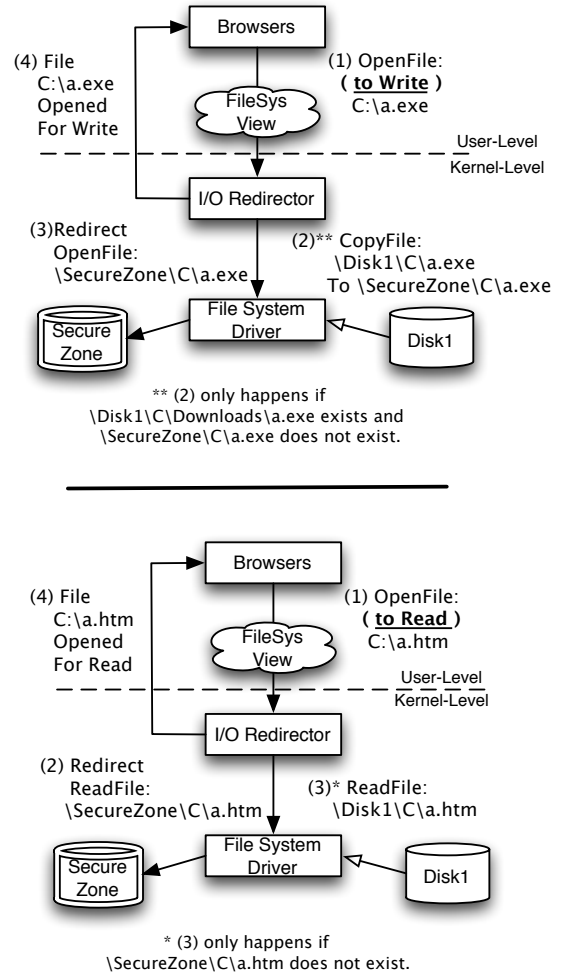 Browsers
(4) File
C:\a.exe
Opened
For Write
(1) OpenFile:
( to Write )
C:\a.exe
FileSys
View
User-Level
Kernel-Level
I/O Redirector
(3)Redirect
OpenFile:
\SecureZone\C\a.exe
(2)** CopyFile:
\Disk1\C\a.exe
To \SecureZone\C\a.exe
Secure
Zone
File System
Driver
Disk1
** (2) only happens if
\Disk1\C\Downloads\a.exe exists and
\SecureZone\C\a.exe does not exist.
Browsers
(4) File
C:\a.htm
Opened
For Read
(1) OpenFile:
( to Read )
C:\a.htm
FileSys
View
User-Level
Kernel-Level
I/O Redirector
(2) Redirect
ReadFile:
\SecureZone\C\a.htm
(3)* ReadFile:
\Disk1\C\a.htm
Secure
Zone
File System
Driver
Disk1
* (3) only happens if
\SecureZone\C\a.htm does not exist.